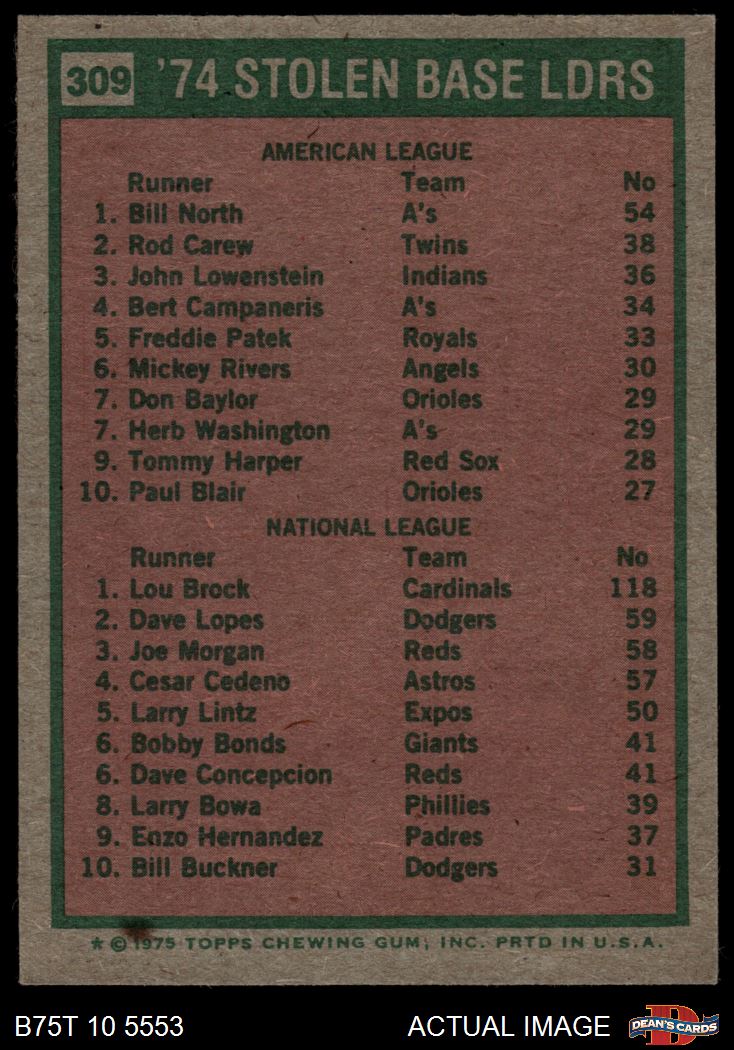 309 '74 STOLEN BASE LDRS
AMERICAN LEAGUE
Runner Team No
1. Bill North A's 54
2. Rod Carew Twins 38
3. John Lowenstein Indians 36
4. Bert Campaneris A's 34
5. Freddie Patek Royals 33
6. Mickey Rivers Angels 30
7. Don Baylor Orioles 29
7. Herb Washington A's 29
9. Tommy Harper Red Sox 28
10. Paul Blair Orioles 27
NATIONAL LEAGUE
Runner Team No
1. Lou Brock Cardinals 118
2. Dave Lopes Dodgers 59
3. Joe Morgan Reds 58
4. Cesar Cedeno Astros 57
5. Larry Lintz Expos 50
6. Bobby Bonds Giants 41
6. Dave Concepcion Reds 41
8. Larry Bowa Phillies 39
9. Enzo Hernandez Padres 37
10. Bill Buckner Dodgers 31
* © 1975 TOPPS CHEWING GUM, INC. PRTD IN U.S.A.
B75T 10 5553 ACTUAL IMAGE D DEAN'S CARDS